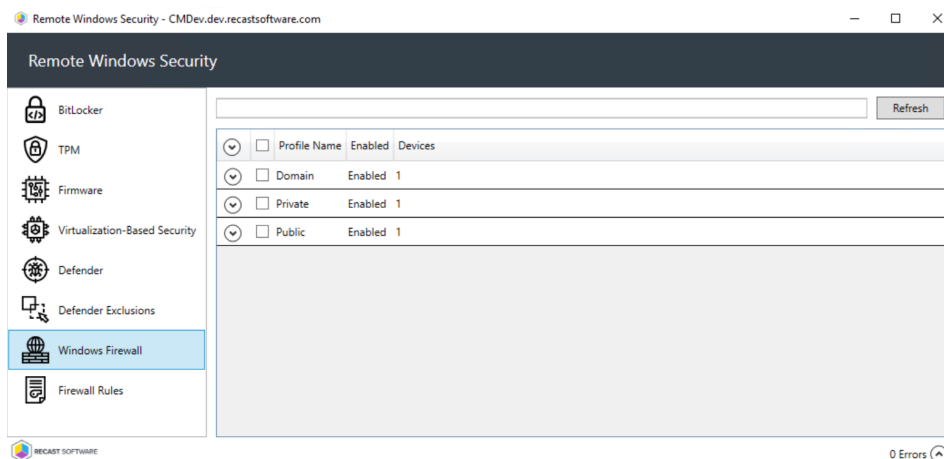 Remote Windows Security - CMDev.dev.recastsoftware.com
Remote Windows Security
BitLocker
TPM
Firmware
Virtualization-Based Security
Defender
Defender Exclusions
Windows Firewall
Firewall Rules
Refresh
Profile Name Enabled Devices
Domain Enabled 1
Private Enabled 1
Public Enabled 1
RECAST SOFTWARE
0 Errors